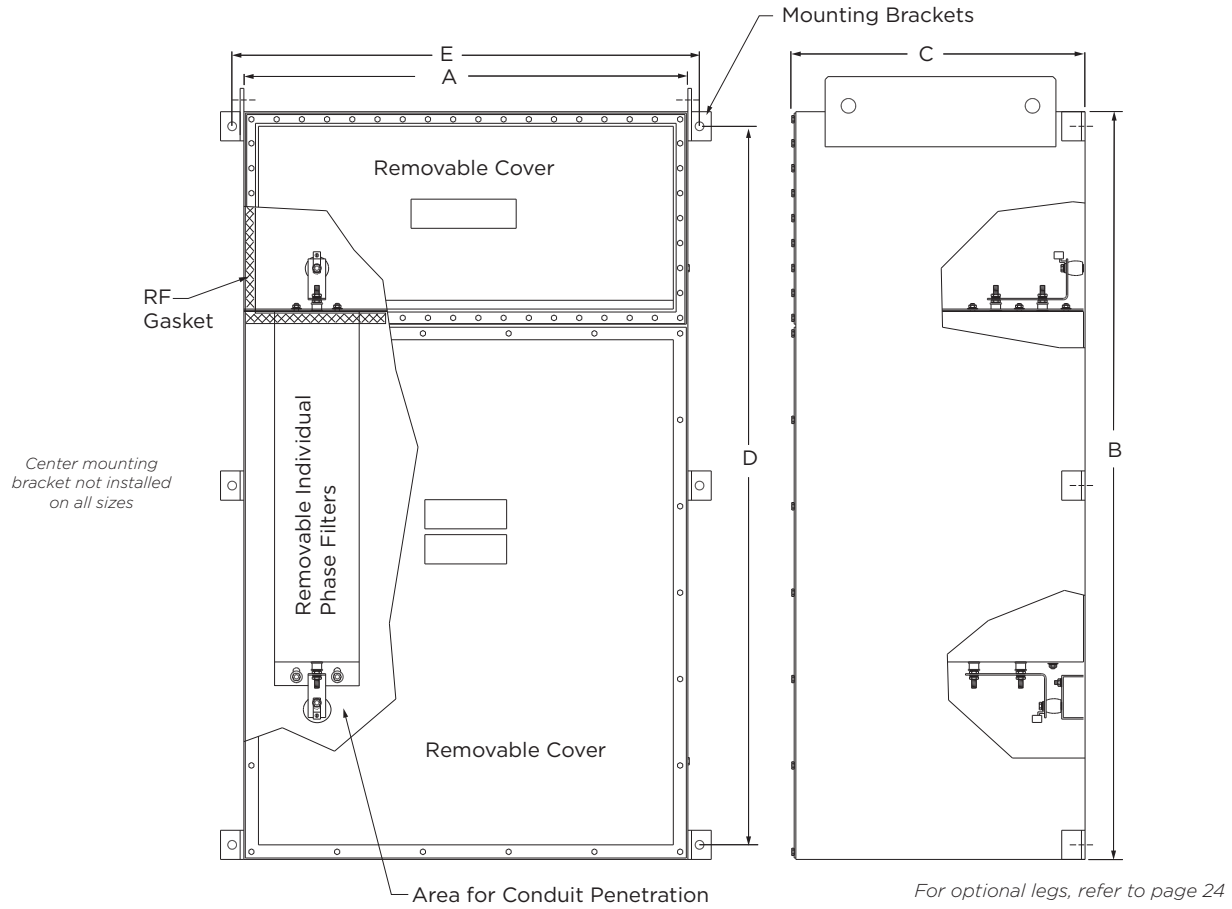 Mounting Brackets
E
A
C
Removable Cover
RF
Gasket
Removable Individual
Phase Filters
D
B
Center mounting
bracket not installed
on all sizes
Removable Cover
Area for Conduit Penetration
For optional legs, refer to page 24